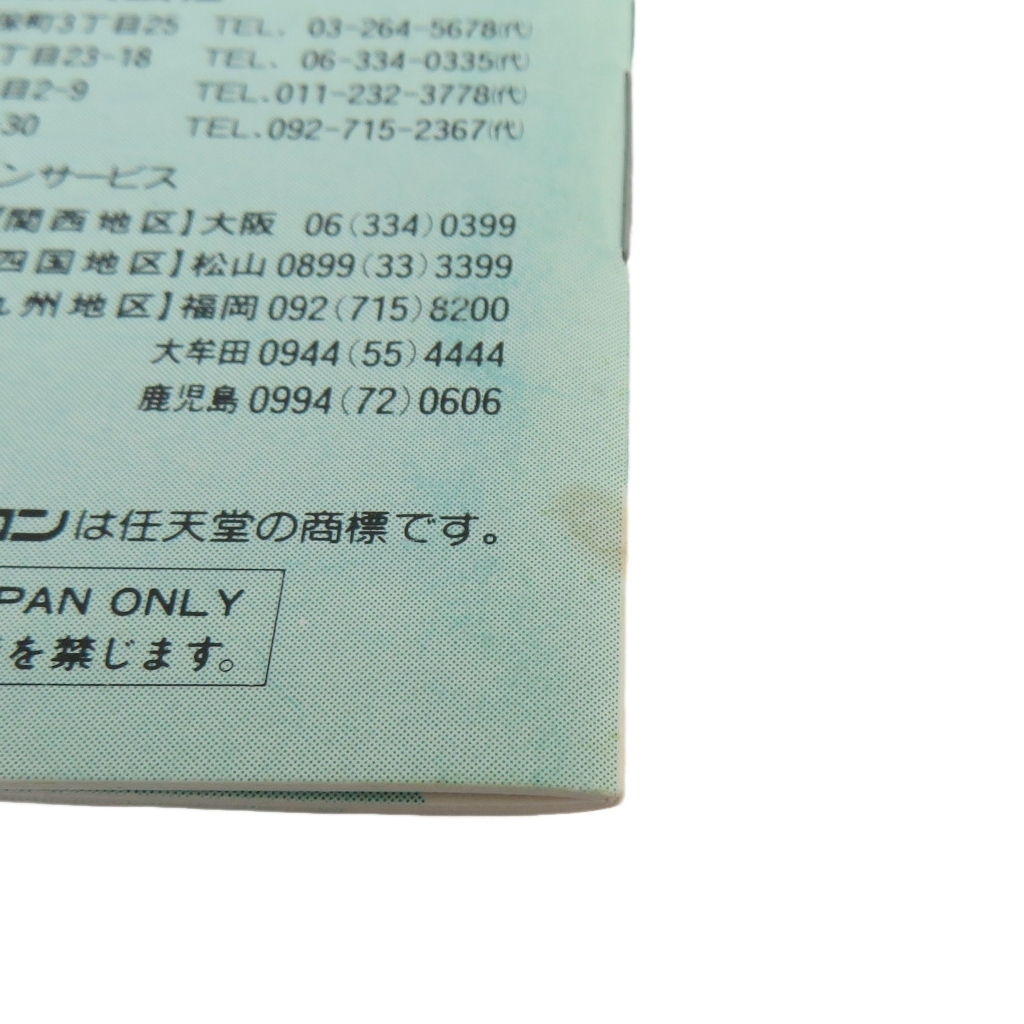 町3丁目25 TEL. 03-264-5678(代)
丁目23-18 TEL. 06-334-0335(代)
目2-9 TEL.011-232-3778(代)
30 TEL.092-715-2367(代)
ンサービス
【関西地区】大阪 06(334)0399
四国地区】松山 0899(33)3399
州地区】福岡 092(715)8200
大牟田 0944(55)4444
鹿児島 0994(72)0606
コンは任天堂の商標です。
PAN ONLY
を禁じます。